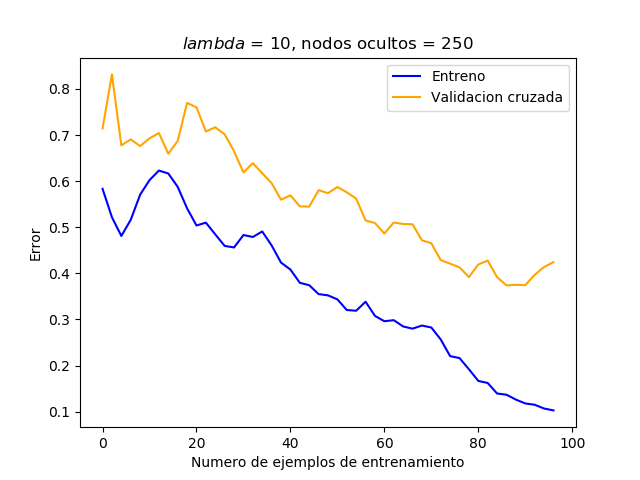 lambda = 10, nodos ocultos = 250
Entreno
Validacion cruzada
Error
0.8
0.7
0.6
0.5
0.4
0.3
0.2
0.1
0 20 40 60 80 100
Numero de ejemplos de entrenamiento